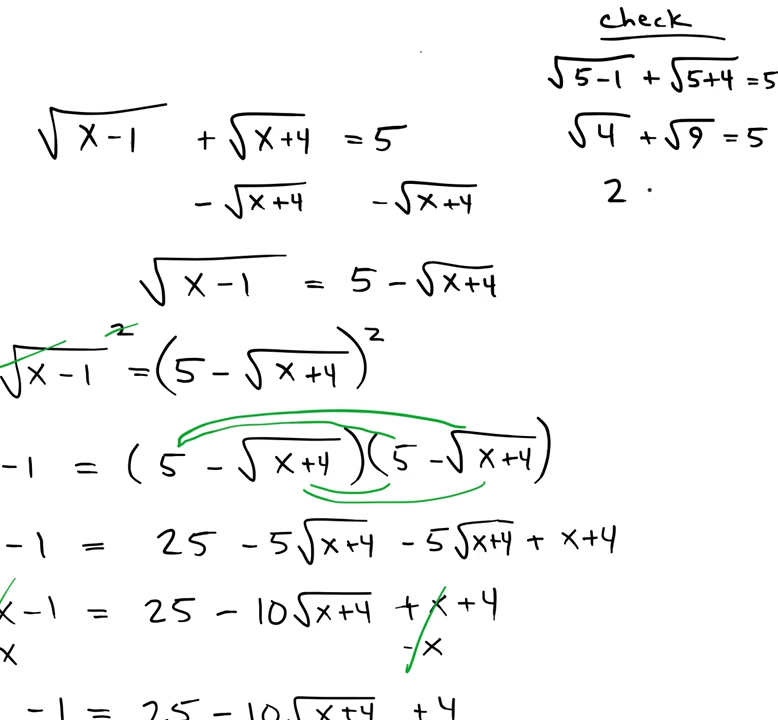 check
√5-1 + √5+4 = 5
√x-1 + √x+4 = 5
√4 + √9 = 5
- √x+4 - √x+4
2 ·
√x-1 = 5 - √x+4
√x-1 ² = (5 - √x+4)²
-1 = (5 - √x+4)(5 - √x+4)
-1 = 25 - 5√x+4 - 5√x+4 + x+4
x-1 = 25 - 10√x+4 + x + 4
x - x
-1 = 25 - 10√x+4 + 4